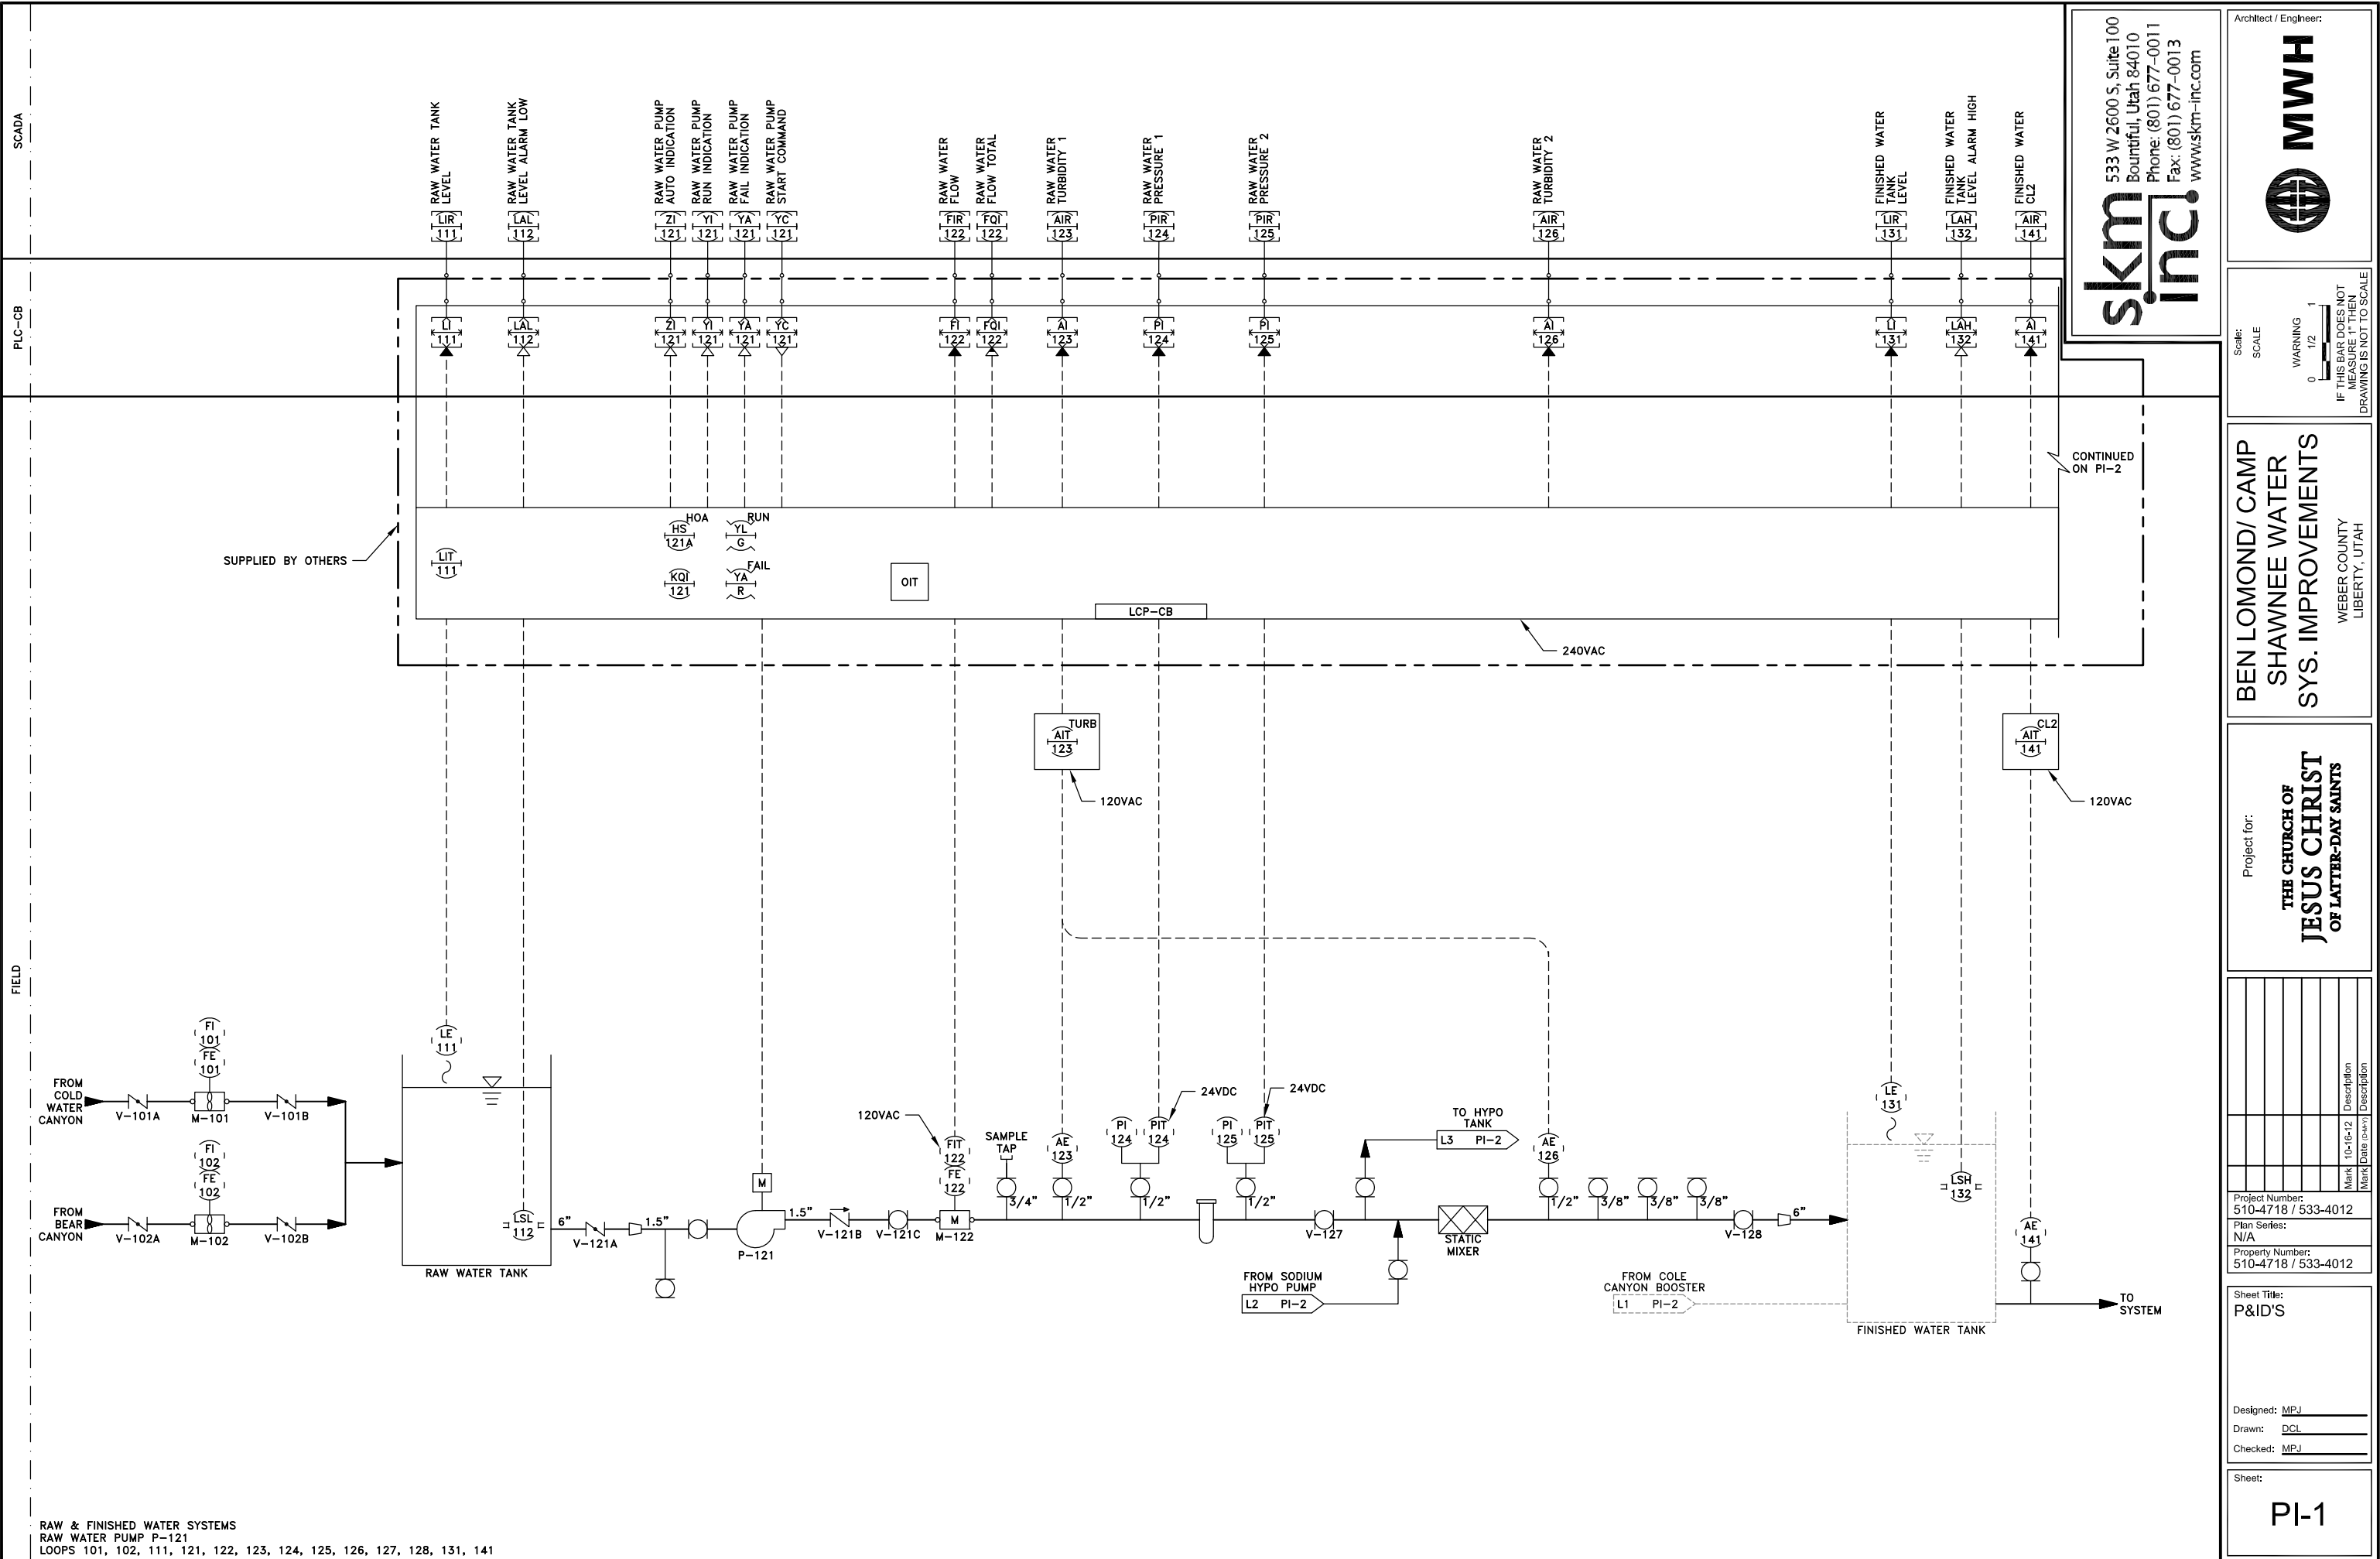 SCADA
RAW WATER TANK
LEVEL
LIR
111
RAW WATER TANK
LEVEL ALARM LOW
LAL
112
RAW WATER PUMP
AUTO INDICATION
ZI
121
RAW WATER PUMP
RUN INDICATION
YI
121
RAW WATER PUMP
FAIL INDICATION
YA
121
RAW WATER PUMP
START COMMAND
YC
121
RAW WATER
FLOW
FIR
122
RAW WATER
FLOW TOTAL
FQI
122
RAW WATER
TURBIDITY 1
AIR
123
RAW WATER
PRESSURE 1
PIR
124
RAW WATER
PRESSURE 2
PIR
125
RAW WATER
TURBIDITY 2
AIR
126
FINISHED WATER
TANK
LEVEL
LIR
131
FINISHED WATER
TANK
LEVEL ALARM HIGH
LAH
132
FINISHED WATER
CL2
AIR
141
PLC-CB
LI
111
LAL
112
ZI
121
YI
121
YA
121
YC
121
FI
122
FQI
122
AI
123
PI
124
PI
125
AI
126
LI
131
LAH
132
AI
141
CONTINUED
ON PI-2
SUPPLIED BY OTHERS
LIT
111
HOA
HS
121A
RUN
YL
G
KQI
121
FAIL
YA
R
OIT
LCP-CB
240VAC
TURB
AIT
123
120VAC
CL2
AIT
141
120VAC
FIELD
FROM
COLD
WATER
CANYON
V-101A
FI
101
FE
101
M-101
V-101B
FROM
BEAR
CANYON
V-102A
FI
102
FE
102
M-102
V-102B
LE
111
LSL
112
RAW WATER TANK
6"
V-121A
1.5"
M
P-121
1.5"
V-121B
V-121C
120VAC
FIT
122
FE
122
M
M-122
SAMPLE
TAP
3/4"
AE
123
1/2"
PI
124
PIT
124
24VDC
1/2"
PI
125
PIT
125
24VDC
1/2"
V-127
TO HYPO
TANK
L3 PI-2
FROM SODIUM
HYPO PUMP
L2 PI-2
STATIC
MIXER
AE
126
1/2"
3/8"
3/8"
3/8"
V-128
6"
FROM COLE
CANYON BOOSTER
L1 PI-2
LE
131
LSH
132
FINISHED WATER TANK
AE
141
TO
SYSTEM
RAW & FINISHED WATER SYSTEMS
RAW WATER PUMP P-121
LOOPS 101, 102, 111, 121, 122, 123, 124, 125, 126, 127, 128, 131, 141
skm
inc.
533 W 2600 S, Suite100
Bountiful, Utah 84010
Phone: (801) 677-0011
Fax: (801) 677-0013
www.skm-inc.com
Architect / Engineer:
MWH
Scale:
SCALE
WARNING
0 1/2 1
IF THIS BAR DOES NOT
MEASURE 1" THEN
DRAWING IS NOT TO SCALE
BEN LOMOND/ CAMP
SHAWNEE WATER
SYS. IMPROVEMENTS
WEBER COUNTY
LIBERTY, UTAH
Project for:
THE CHURCH OF
JESUS CHRIST
OF LATTER-DAY SAINTS
Mark 10-16-12 Description
Mark Date (D-M-Y) Description
Project Number:
510-4718 / 533-4012
Plan Series:
N/A
Property Number:
510-4718 / 533-4012
Sheet Title:
P&ID'S
Designed: MPJ
Drawn: DCL
Checked: MPJ
Sheet:
PI-1